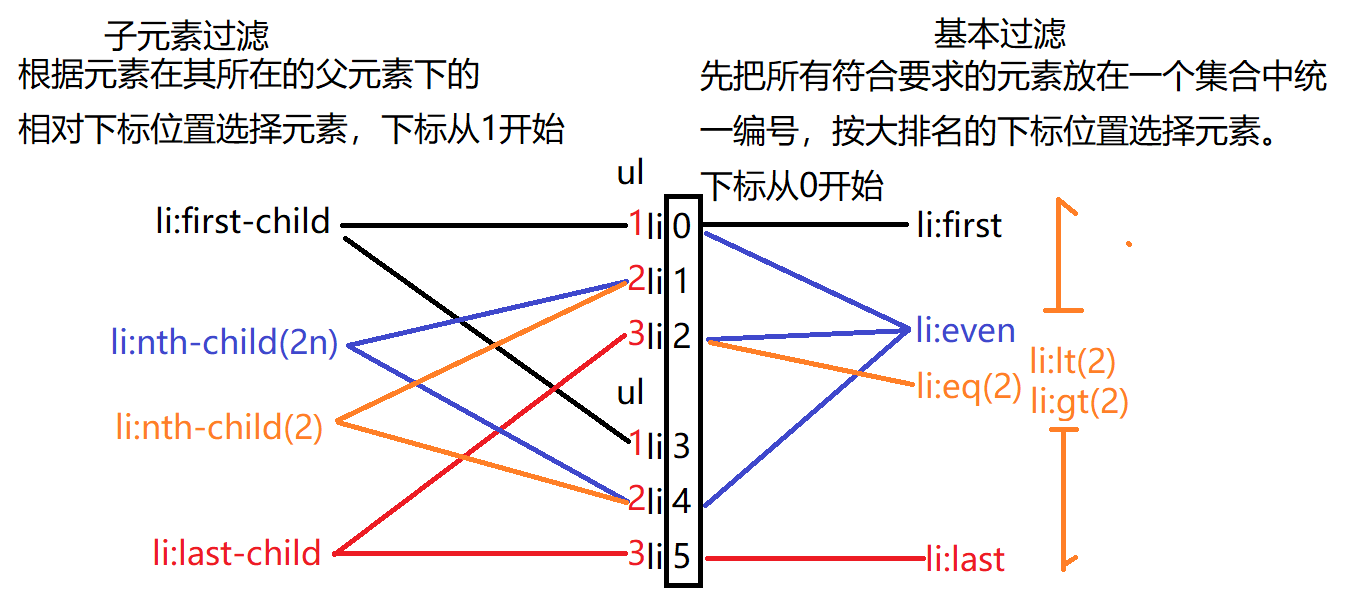 子元素过滤
根据元素在其所在的父元素下的
相对下标位置选择元素，下标从1开始
基本过滤
先把所有符合要求的元素放在一个集合中统
一编号，按大排名的下标位置选择元素。
下标从0开始
ul
li:first-child
1li 0
li:first
2li 1
li:nth-child(2n)
3li 2
li:even
li:lt(2)
ul
li:eq(2)
li:gt(2)
li:nth-child(2)
1li 3
2li 4
li:last-child
3li 5
li:last